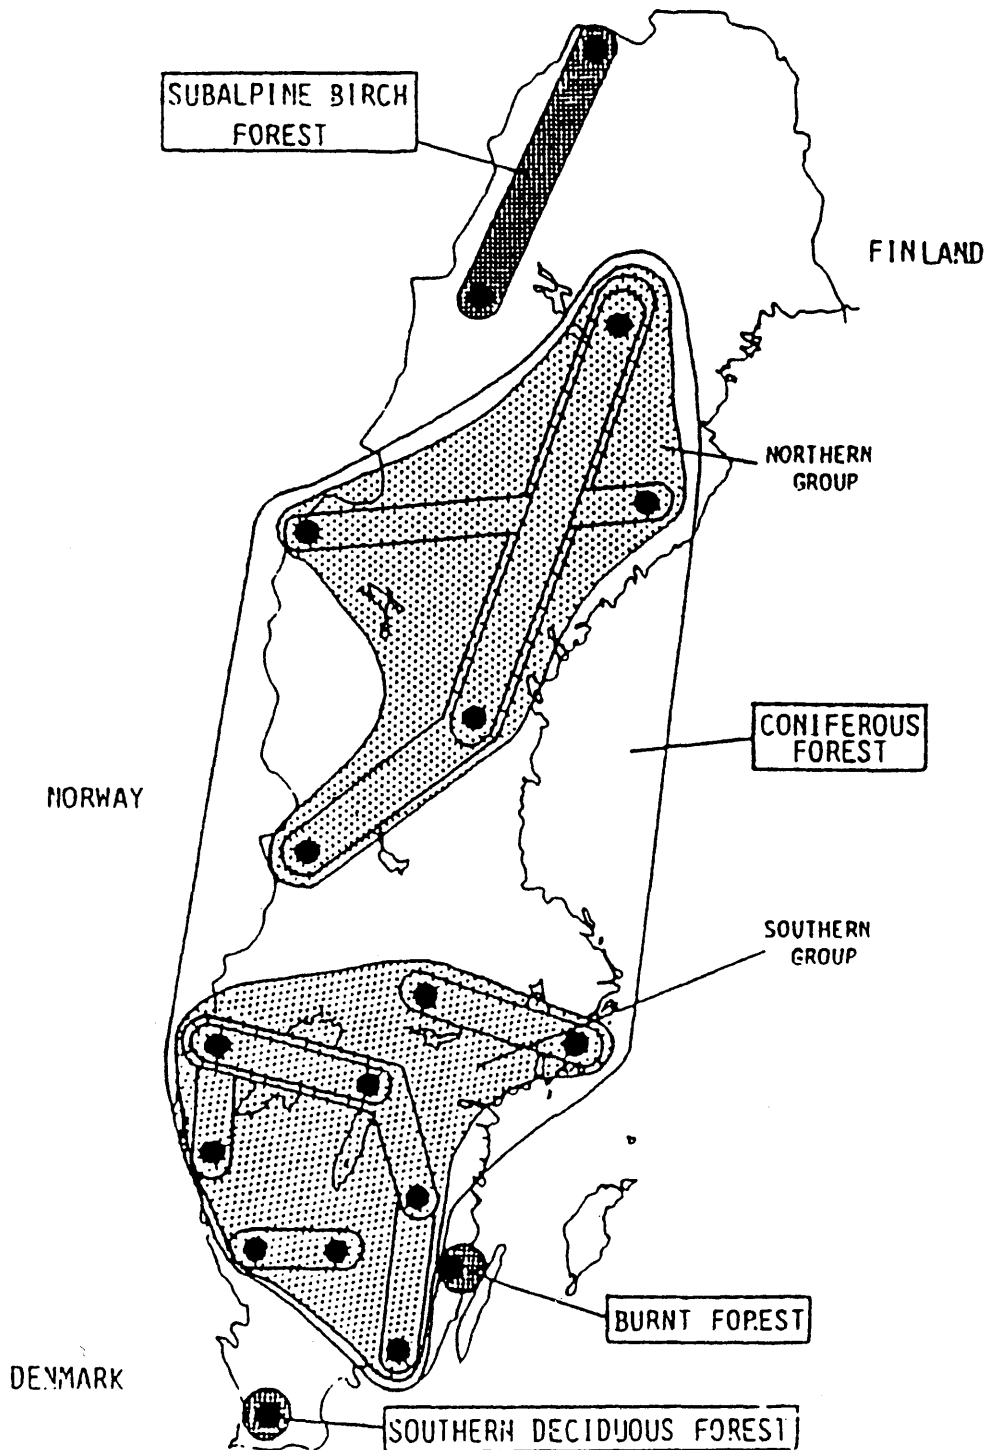 SUBALPINE BIRCH
FOREST
FINLAND
NORTHERN
GROUP
CONIFEROUS
FOREST
NORWAY
SOUTHERN
GROUP
BURNT FOREST
DENMARK
SOUTHERN DECIDUOUS FOREST